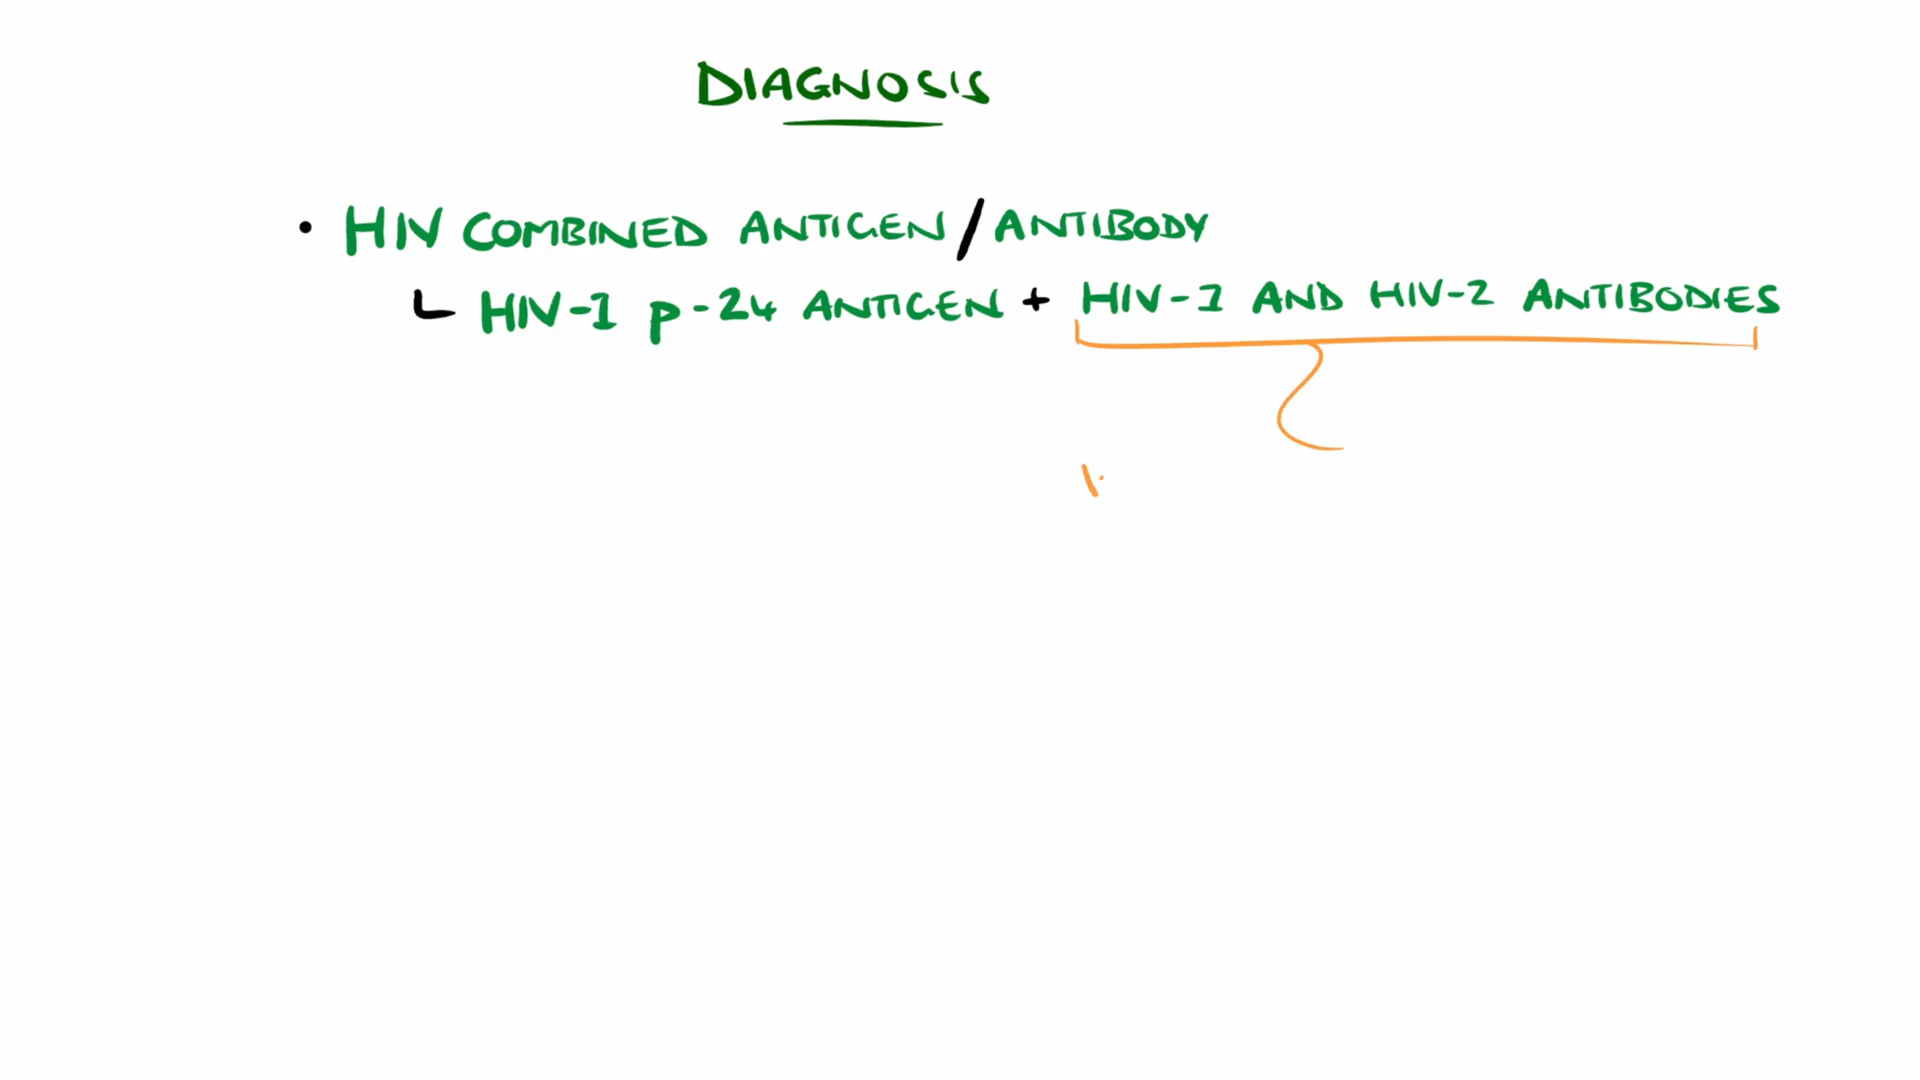 DIAGNOSIS
• HIV COMBINED ANTIGEN/ANTIBODY
HIV-1 p-24 ANTIGEN + HIV-1 AND HIV-2 ANTIBODIES